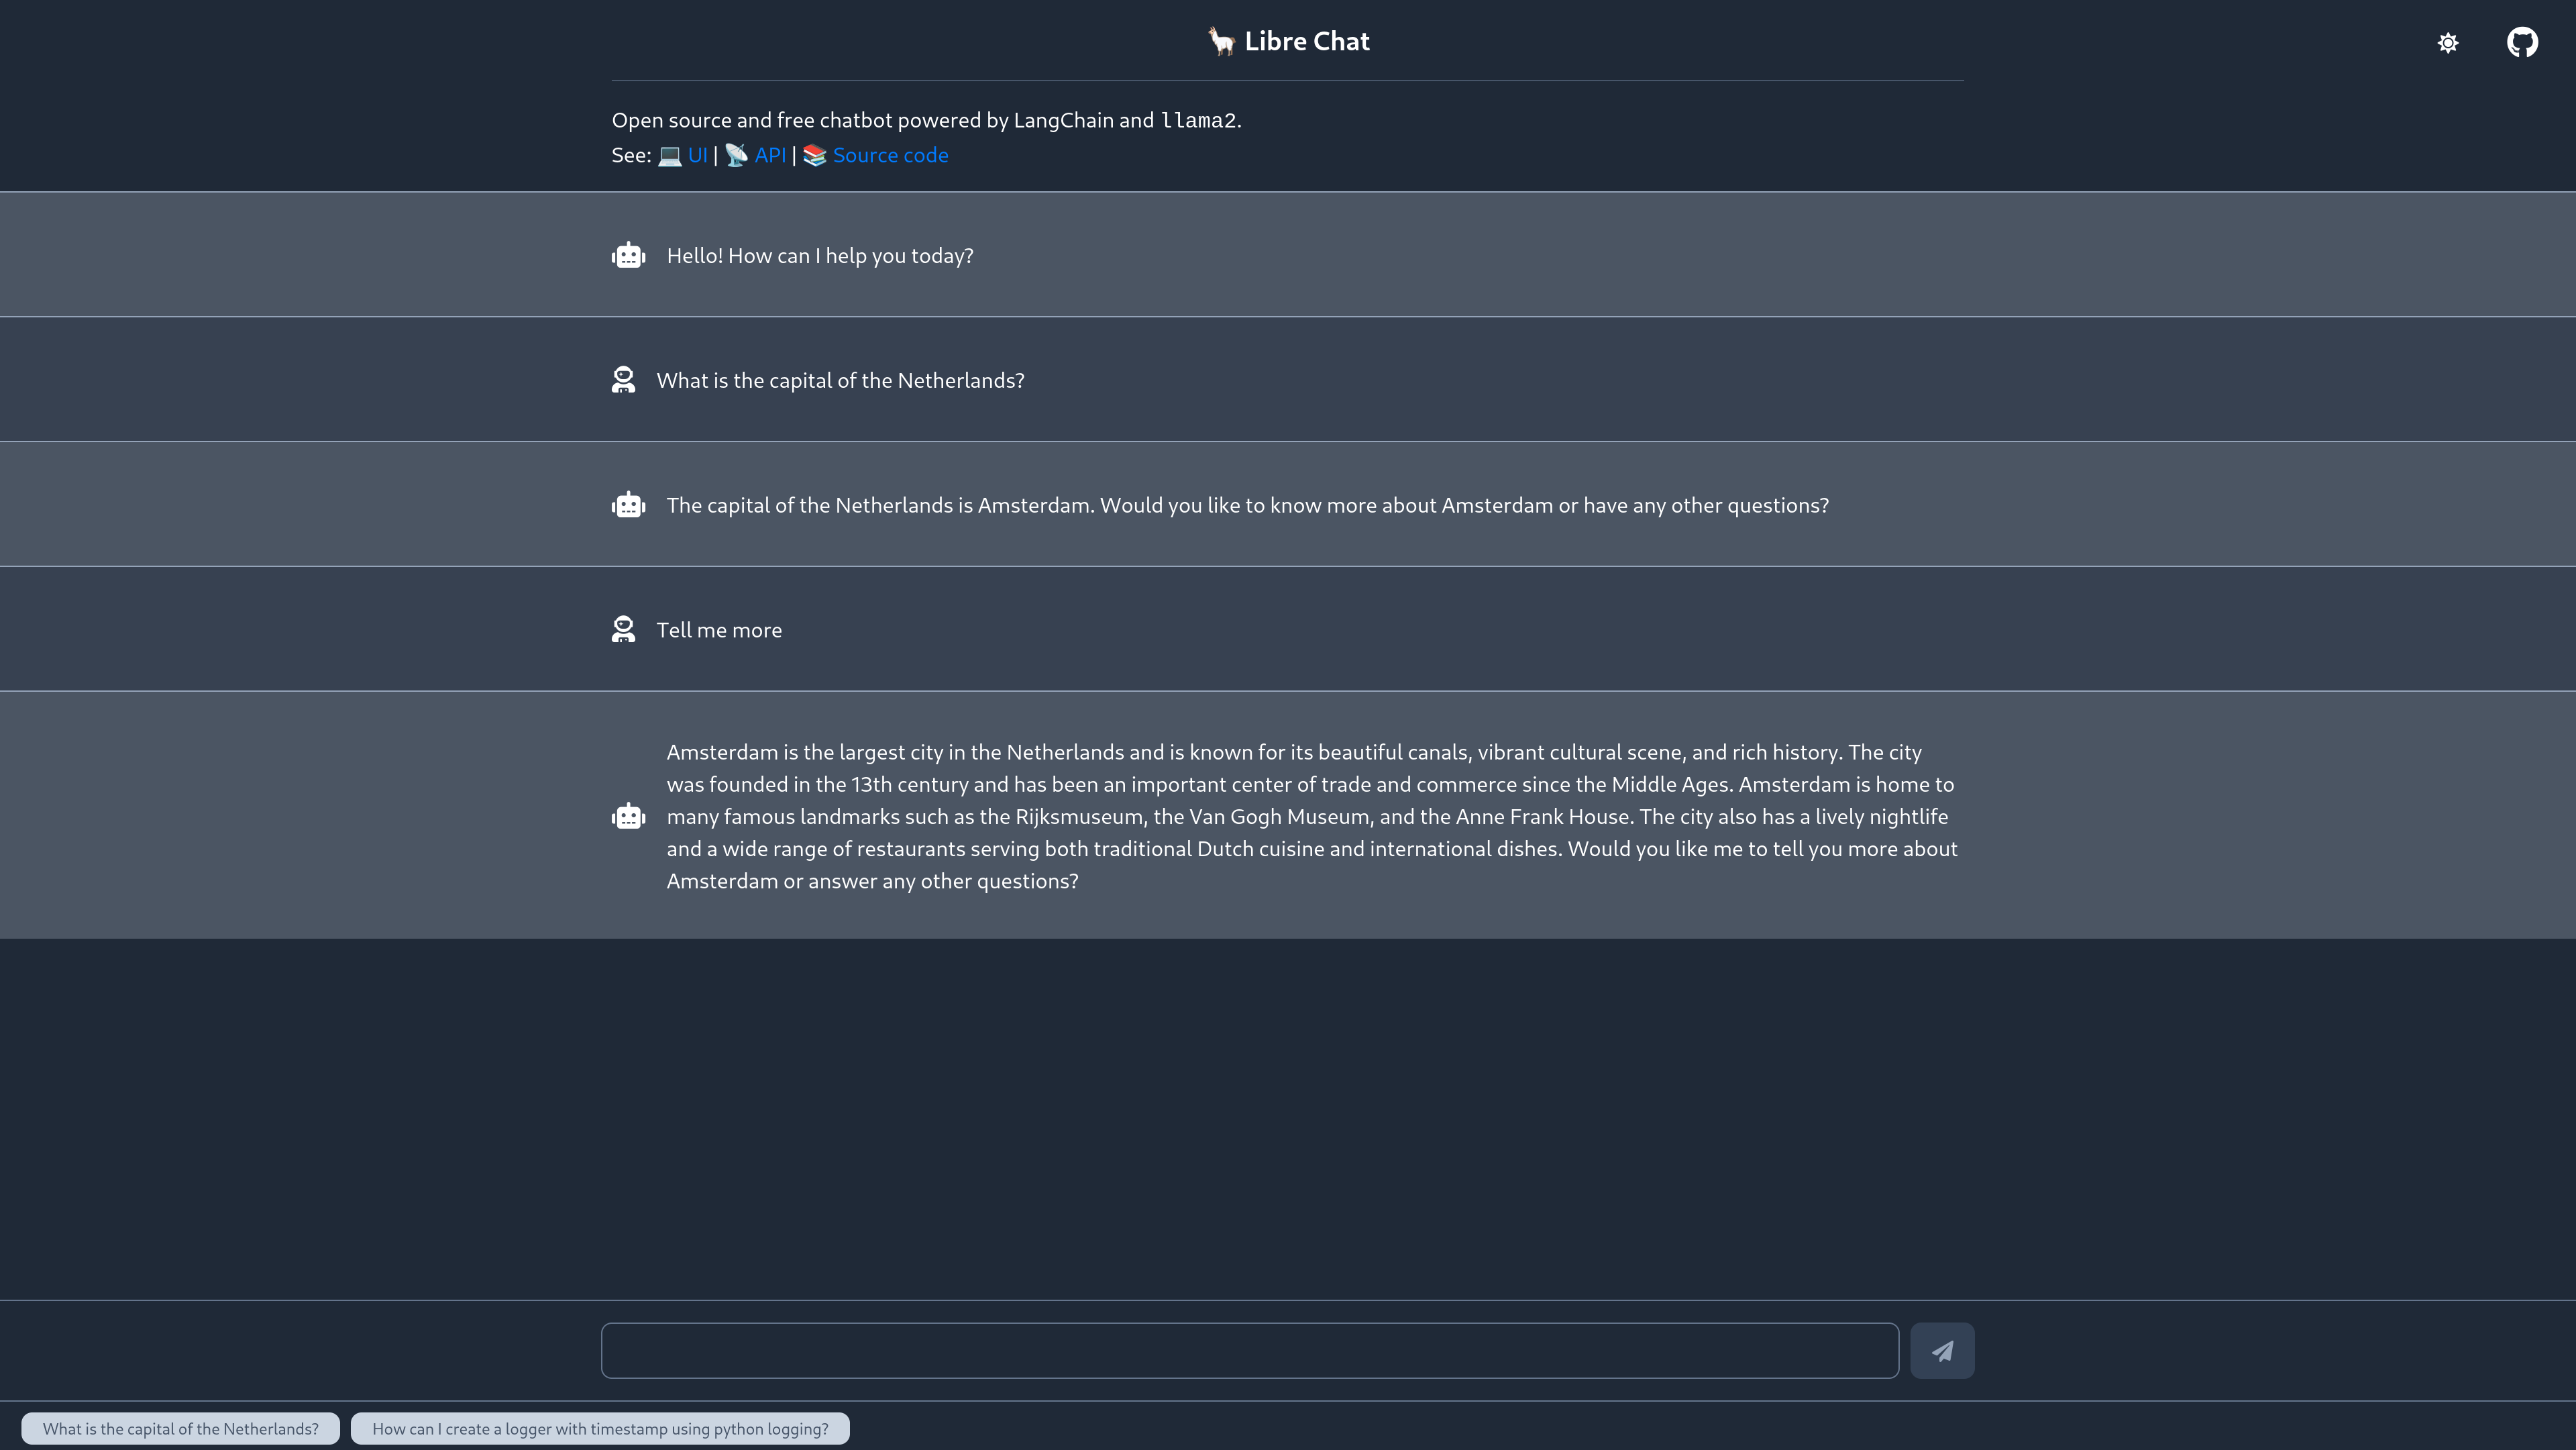 🦙 Libre Chat
Open source and free chatbot powered by LangChain and llama2.
See: 💻 UI | 📡 API | 📚 Source code
Hello! How can I help you today?
What is the capital of the Netherlands?
The capital of the Netherlands is Amsterdam. Would you like to know more about Amsterdam or have any other questions?
Tell me more
Amsterdam is the largest city in the Netherlands and is known for its beautiful canals, vibrant cultural scene, and rich history. The city
was founded in the 13th century and has been an important center of trade and commerce since the Middle Ages. Amsterdam is home to
many famous landmarks such as the Rijksmuseum, the Van Gogh Museum, and the Anne Frank House. The city also has a lively nightlife
and a wide range of restaurants serving both traditional Dutch cuisine and international dishes. Would you like me to tell you more about
Amsterdam or answer any other questions?
What is the capital of the Netherlands?
How can I create a logger with timestamp using python logging?